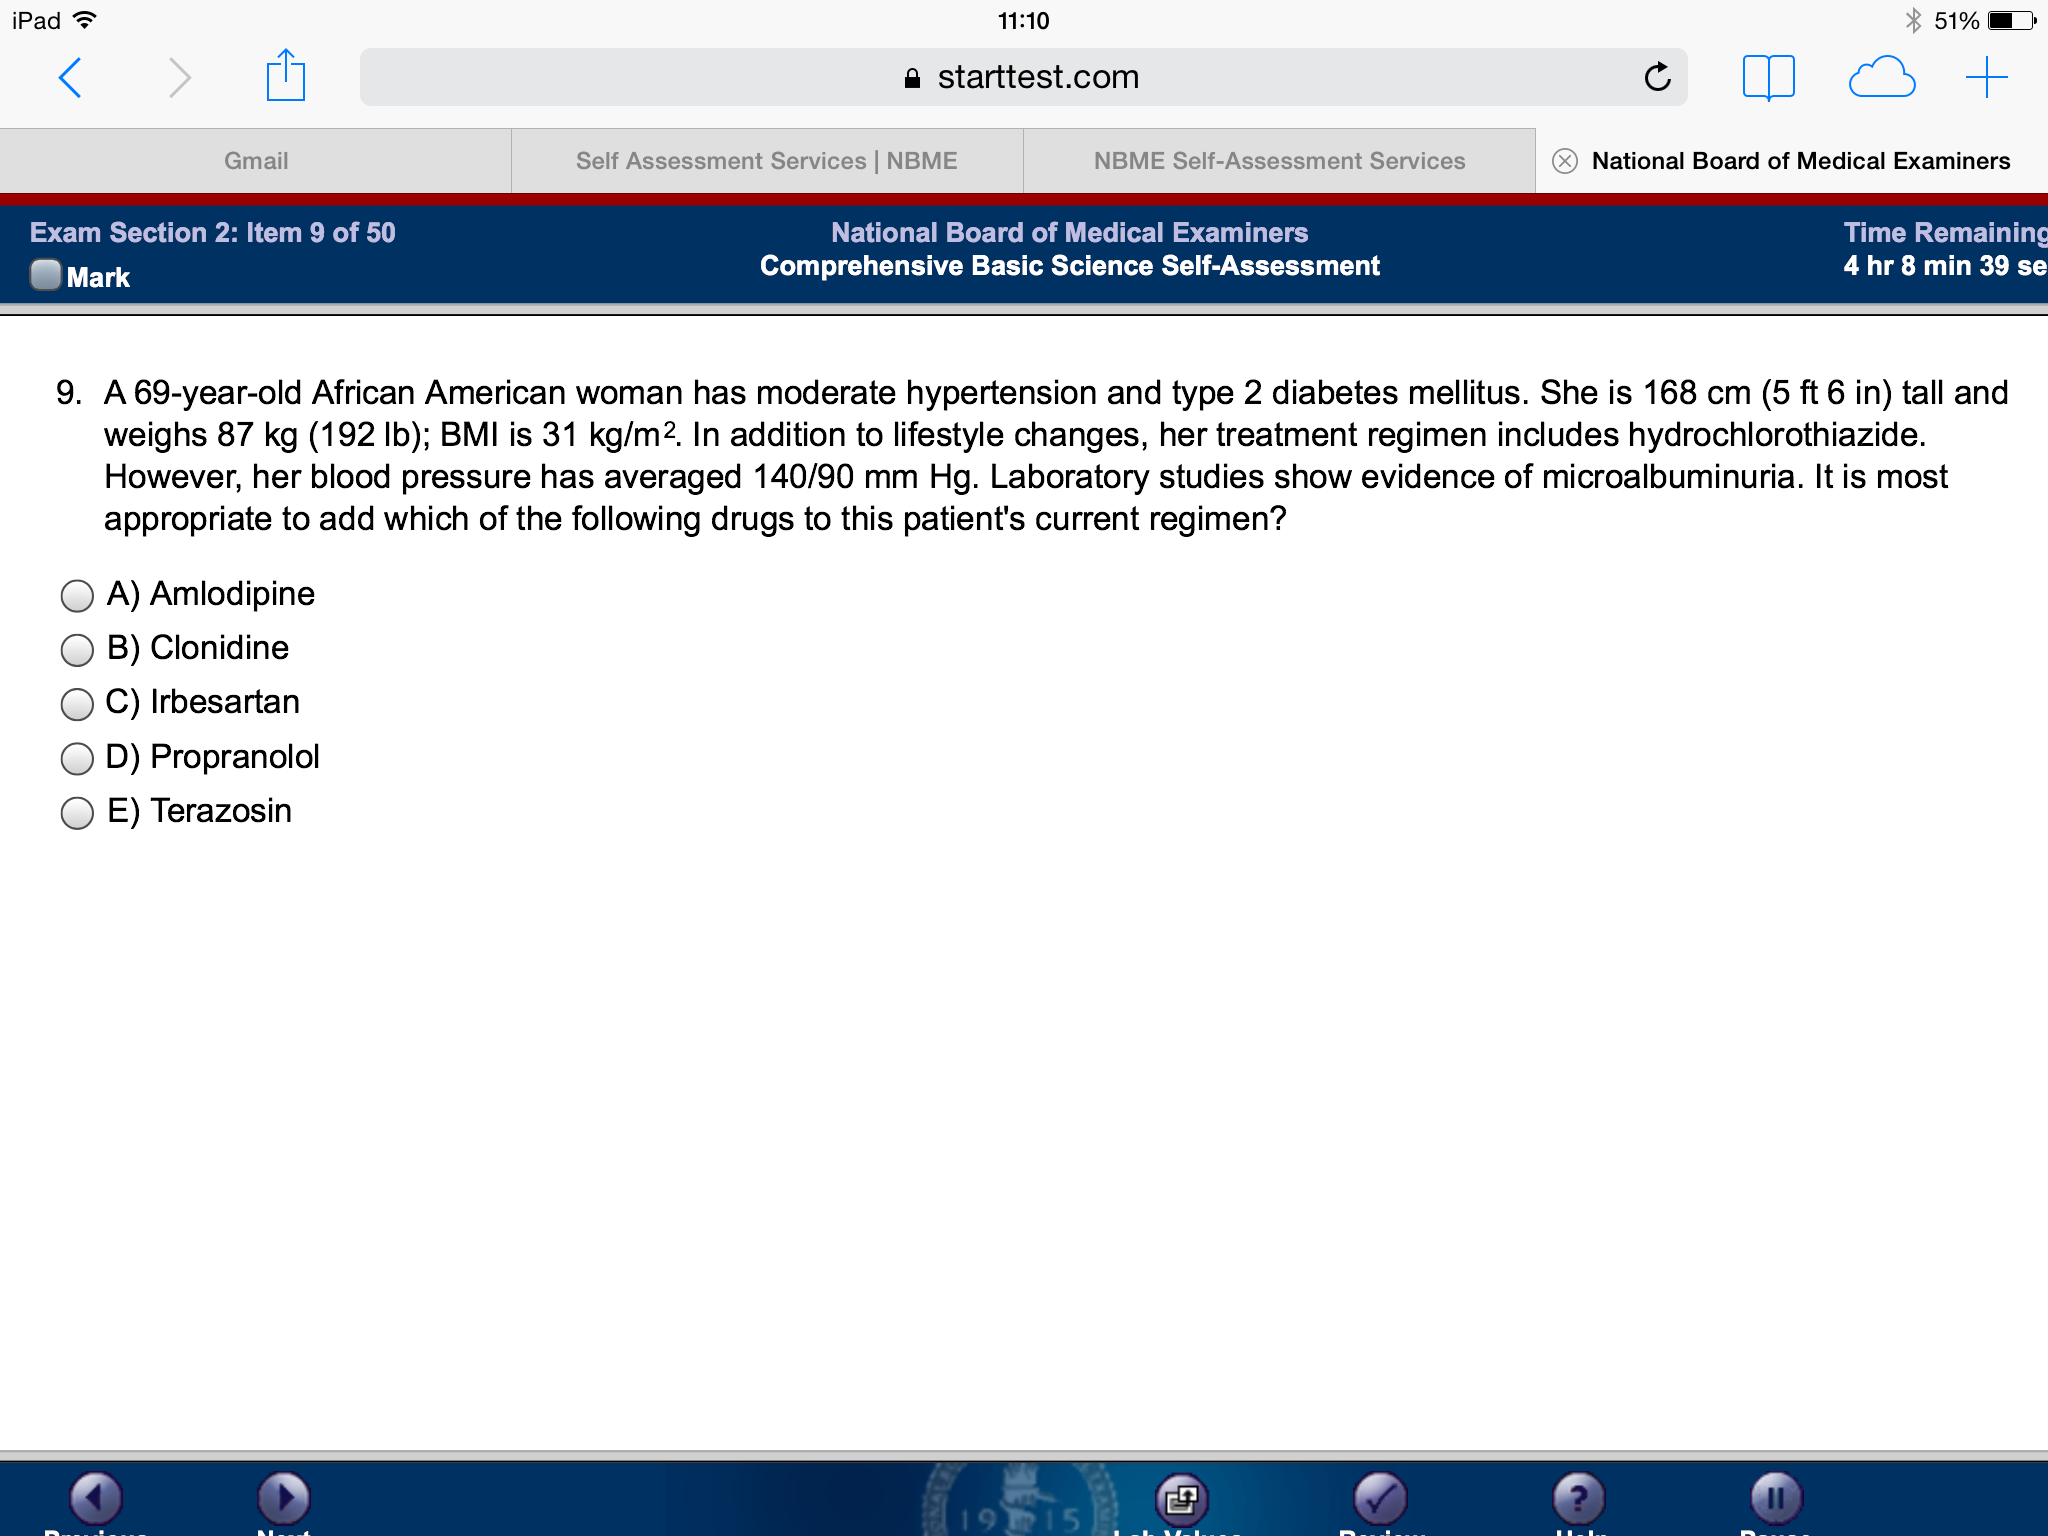 iPad 11:10 51%
starttest.com
Gmail Self Assessment Services | NBME NBME Self-Assessment Services National Board of Medical Examiners
Exam Section 2: Item 9 of 50 National Board of Medical Examiners Time Remaining
Mark Comprehensive Basic Science Self-Assessment 4 hr 8 min 39 se
9. A 69-year-old African American woman has moderate hypertension and type 2 diabetes mellitus. She is 168 cm (5 ft 6 in) tall and
weighs 87 kg (192 lb); BMI is 31 kg/m2. In addition to lifestyle changes, her treatment regimen includes hydrochlorothiazide.
However, her blood pressure has averaged 140/90 mm Hg. Laboratory studies show evidence of microalbuminuria. It is most
appropriate to add which of the following drugs to this patient's current regimen?
A) Amlodipine
B) Clonidine
C) Irbesartan
D) Propranolol
E) Terazosin